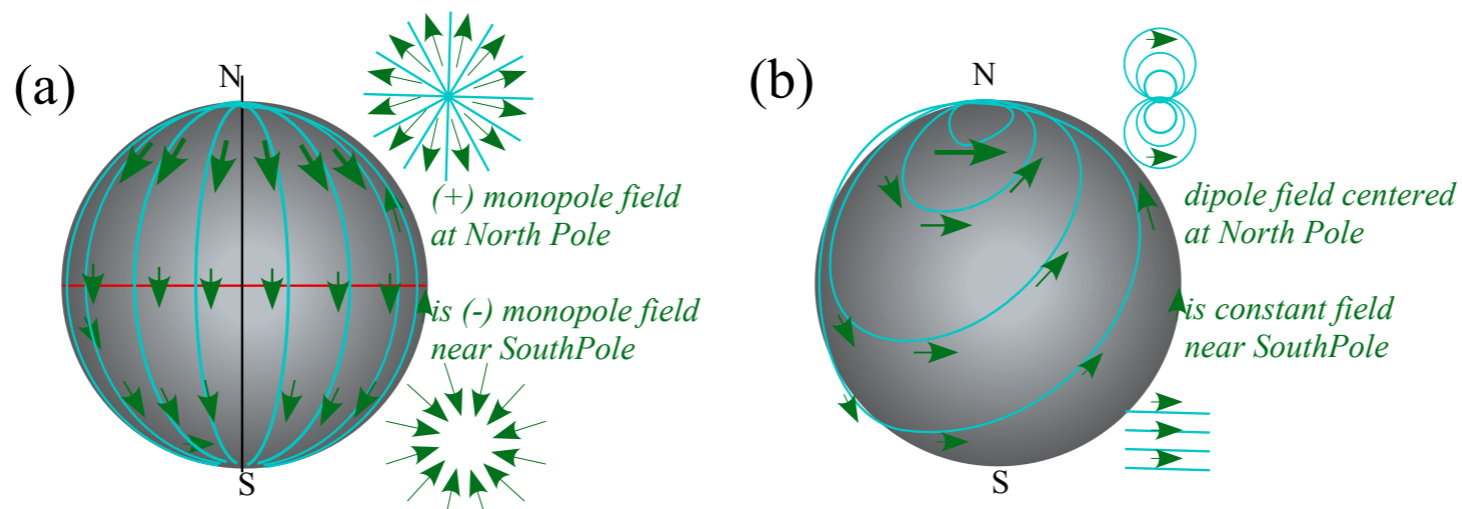 (a)
N
(+) monopole field
at North Pole
is (-) monopole field
near SouthPole
S
(b)
N
dipole field centered
at North Pole
is constant field
near SouthPole
S